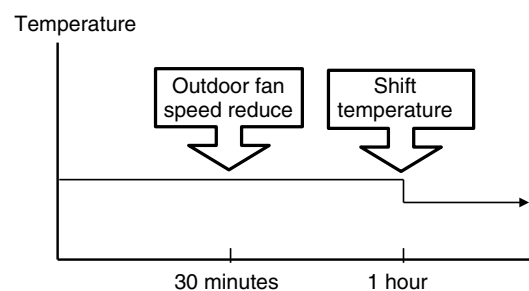 Temperature
Outdoor fan
speed reduce
Shift
temperature
30 minutes
1 hour